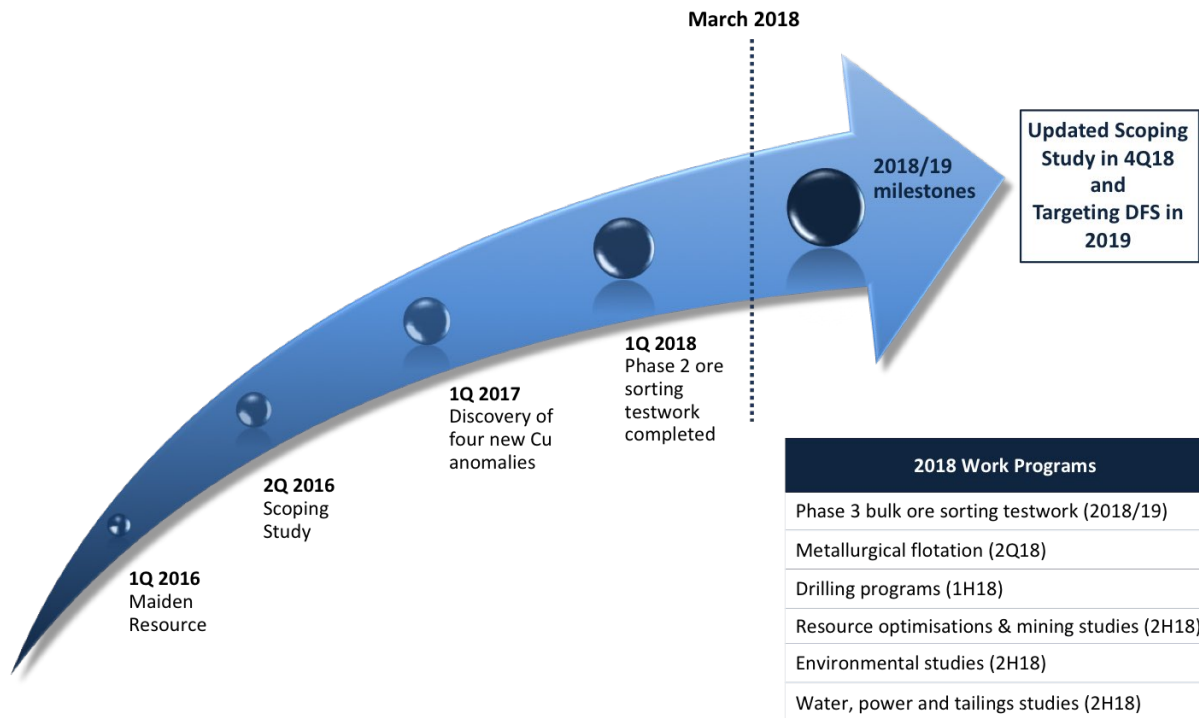 March 2018
2018/19
milestones
Updated Scoping
Study in 4Q18
and
Targeting DFS in
2019
1Q 2018
Phase 2 ore
sorting
testwork
completed
1Q 2017
Discovery of
four new Cu
anomalies
2Q 2016
Scoping
Study
1Q 2016
Maiden
Resource
2018 Work Programs
Phase 3 bulk ore sorting testwork (2018/19)
Metallurgical flotation (2Q18)
Drilling programs (1H18)
Resource optimisations & mining studies (2H18)
Environmental studies (2H18)
Water, power and tailings studies (2H18)